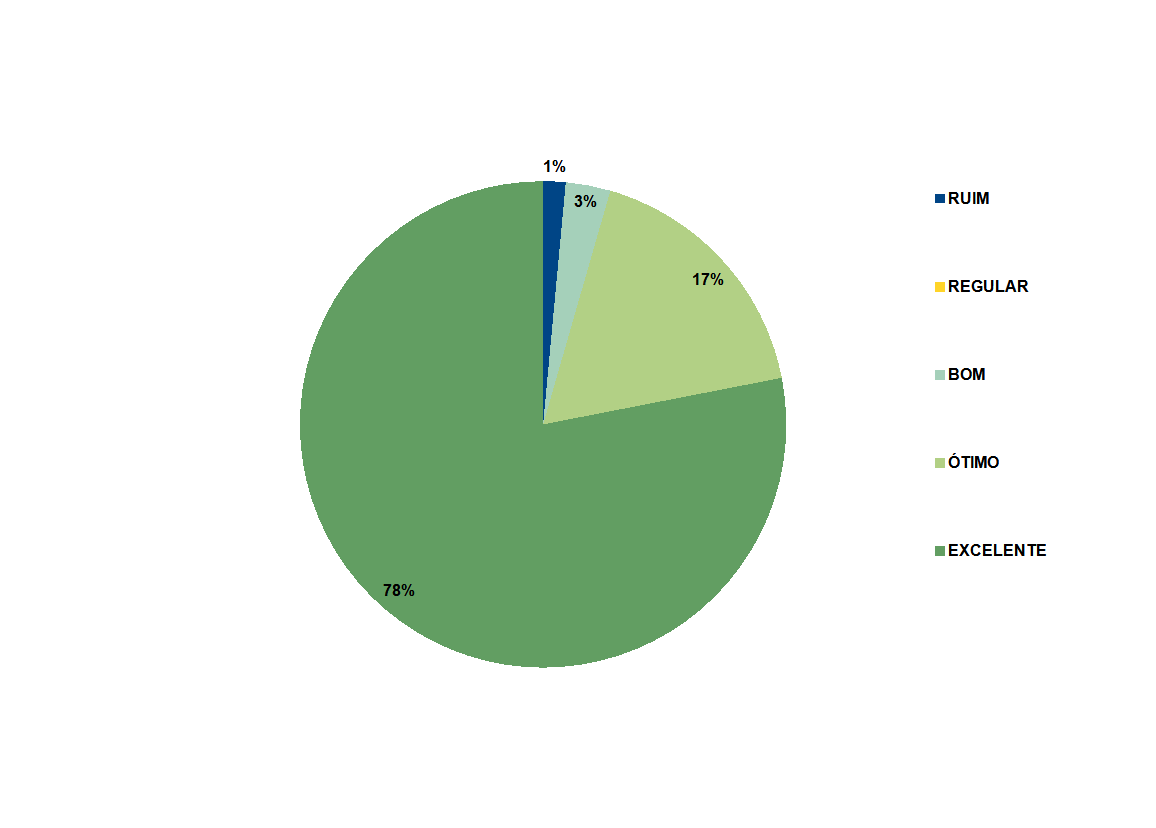 1%
3%
17%
78%
RUIM
REGULAR
BOM
ÓTIMO
EXCELENTE